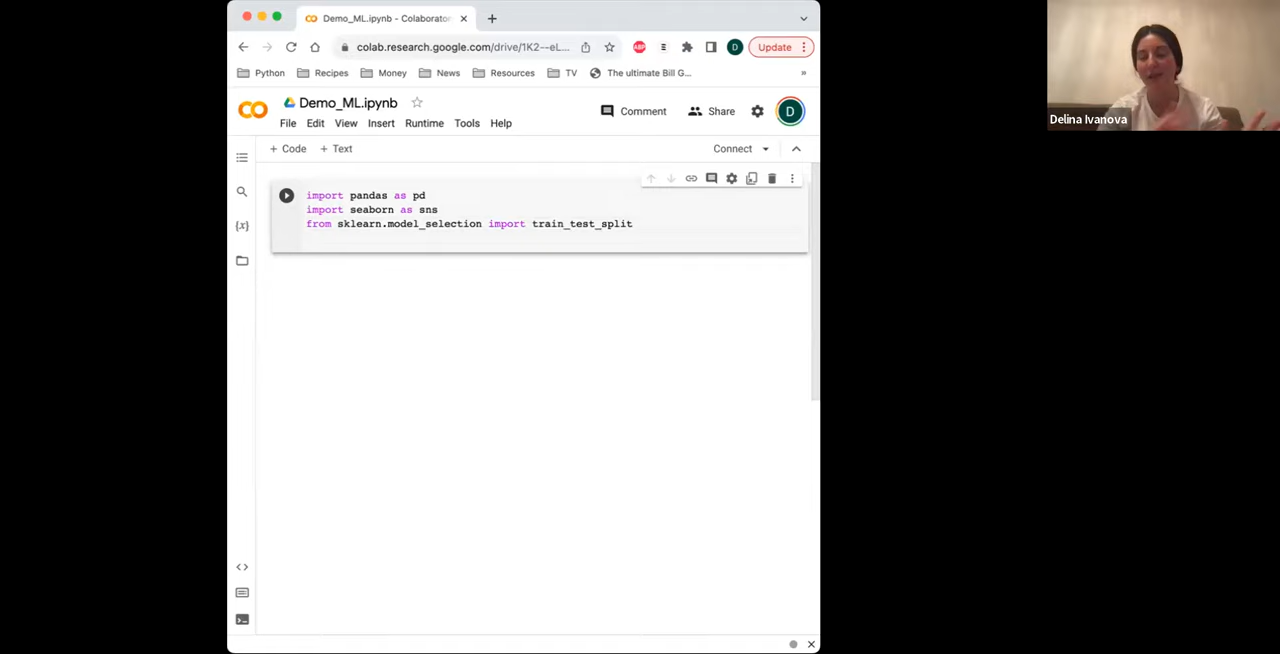 Demo_ML.ipynb - Colaborator
colab.research.google.com/drive/1K2--eL...
ABP
E
D
Update
Python
Recipes
Money
News
Resources
TV
The ultimate Bill G...
»
Demo_ML.ipynb
Comment
Share
D
File Edit View Insert Runtime Tools Help
+ Code + Text
Connect
{x}
import pandas as pd
import seaborn as sns
from sklearn.model_selection import train_test_split
Delina Ivanova